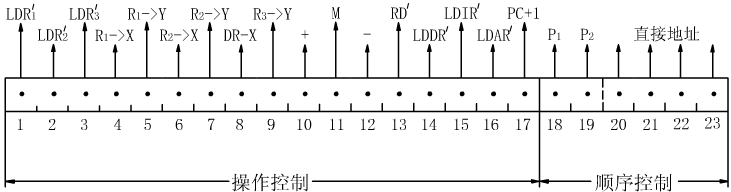 LDR₁′ LDR₃′ R₁->Y R₂->Y R₃->Y M RD′ LDIR′ PC+1
LDR₂′ R₁->X R₂->X DR-X + - LDDR′ LDAR′ P₁ P₂ 直接地址
1 2 3 4 5 6 7 8 9 10 11 12 13 14 15 16 17 18 19 20 21 22 23
操作控制 顺序控制